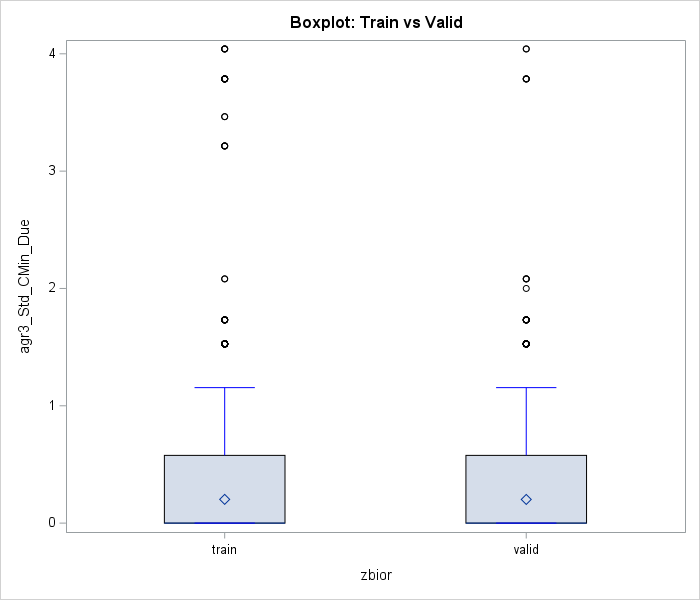 Boxplot: Train vs Valid
agr3_Std_CMin_Due
4
3
2
1
0
train
valid
zbior